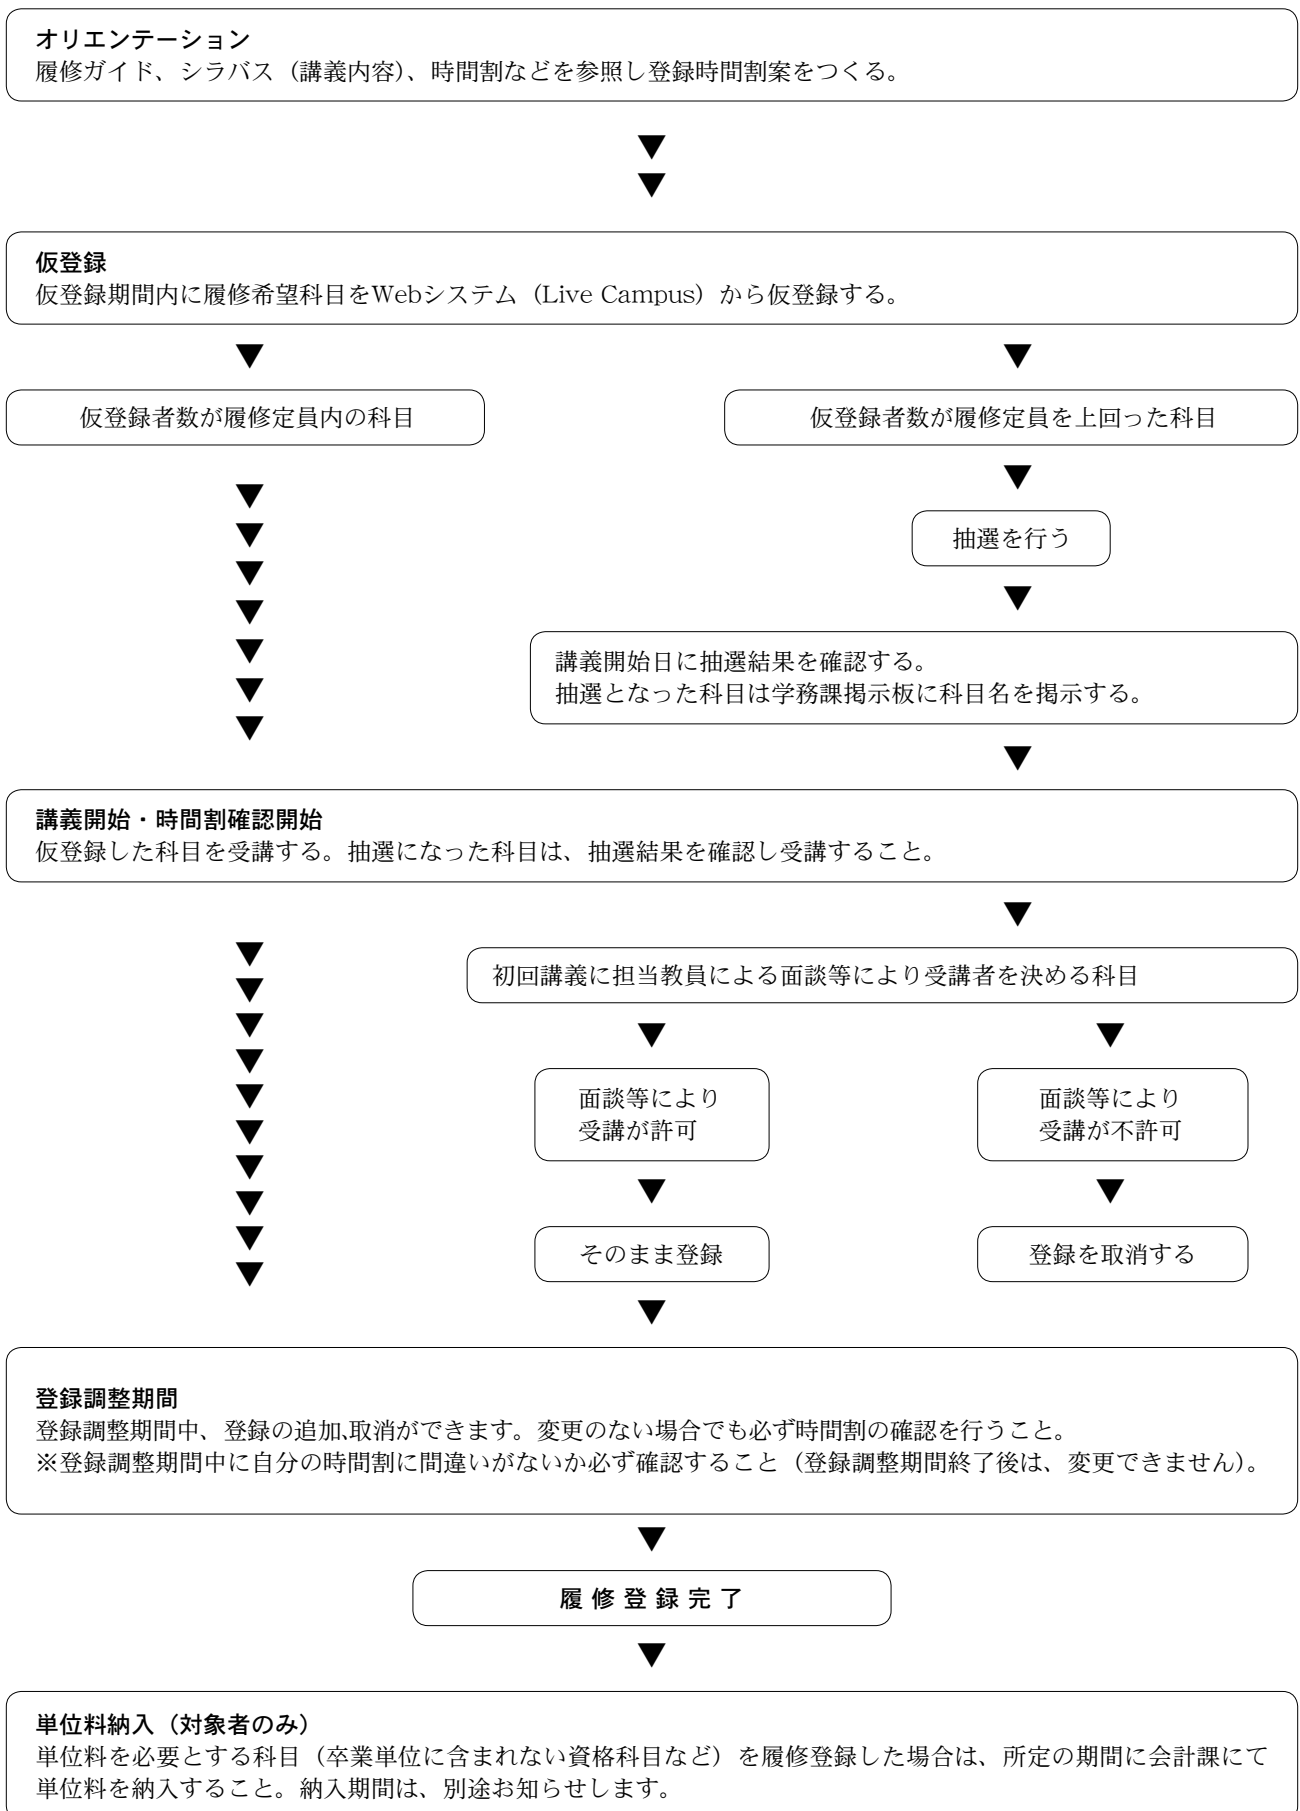 オリエンテーション
履修ガイド、シラバス（講義内容）、時間割などを参照し登録時間割案をつくる。
▼
▼
仮登録
仮登録期間内に履修希望科目をWebシステム（Live Campus）から仮登録する。
▼ ▼
仮登録者数が履修定員内の科目
仮登録者数が履修定員を上回った科目
▼
抽選を行う
▼
講義開始日に抽選結果を確認する。
抽選となった科目は学務課掲示板に科目名を掲示する。
▼
講義開始・時間割確認開始
仮登録した科目を受講する。抽選になった科目は、抽選結果を確認し受講すること。
▼
初回講義に担当教員による面談等により受講者を決める科目
▼ ▼
面談等により
受講が許可
面談等により
受講が不許可
▼ ▼
そのまま登録
登録を取消する
▼
登録調整期間
登録調整期間中、登録の追加、取消ができます。変更のない場合でも必ず時間割の確認を行うこと。
※登録調整期間中に自分の時間割に間違いがないか必ず確認すること（登録調整期間終了後は、変更できません）。
▼
履修登録完了
▼
単位料納入（対象者のみ）
単位料を必要とする科目（卒業単位に含まれない資格科目など）を履修登録した場合は、所定の期間に会計課にて
単位料を納入すること。納入期間は、別途お知らせします。